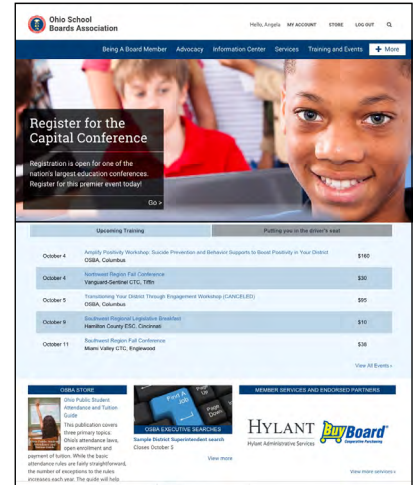 Ohio School
Boards Association
Hello, Angela MY ACCOUNT STORE LOG OUT
Being A Board Member Advocacy Information Center Services Training and Events + More
Register for the
Capital Conference
Registration is open for one of the
nation's largest education conferences.
Register for this premier event today!
Go >
Upcoming Training Putting you in the driver's seat
October 4 Amplify Positivity Workshop: Suicide Prevention and Behavior Supports to Boost Positivity in Your District $160
OSBA, Columbus
October 4 Northwest Region Fall Conference $30
Vanguard-Sentinel CTC, Tiffin
October 5 Transitioning Your District Through Engagement Workshop (CANCELED) $95
OSBA, Columbus
October 9 Southwest Regional Legislative Breakfast $10
Hamilton County ESC, Cincinnati
October 11 Southwest Region Fall Conference $38
Miami Valley CTC, Englewood
View All Events »
OSBA STORE
Ohio Public Student
Attendance and Tuition
Guide
This publication covers
three primary topics:
Ohio's attendance laws,
open enrollment and
payment of tuition. While the basic
attendance rules are fairly straightforward,
the number of exceptions to the rules
increases each year. The guide will help
Find A
Job
Page
Up
Page
Down
OSBA EXECUTIVE SEARCHES
Sample District Superintendent search
Closes October 5
View more
MEMBER SERVICES AND ENDORSED PARTNERS
HYLANT
Hylant Administrative Services
BuyBoard
Cooperative Purchasing
View more services »